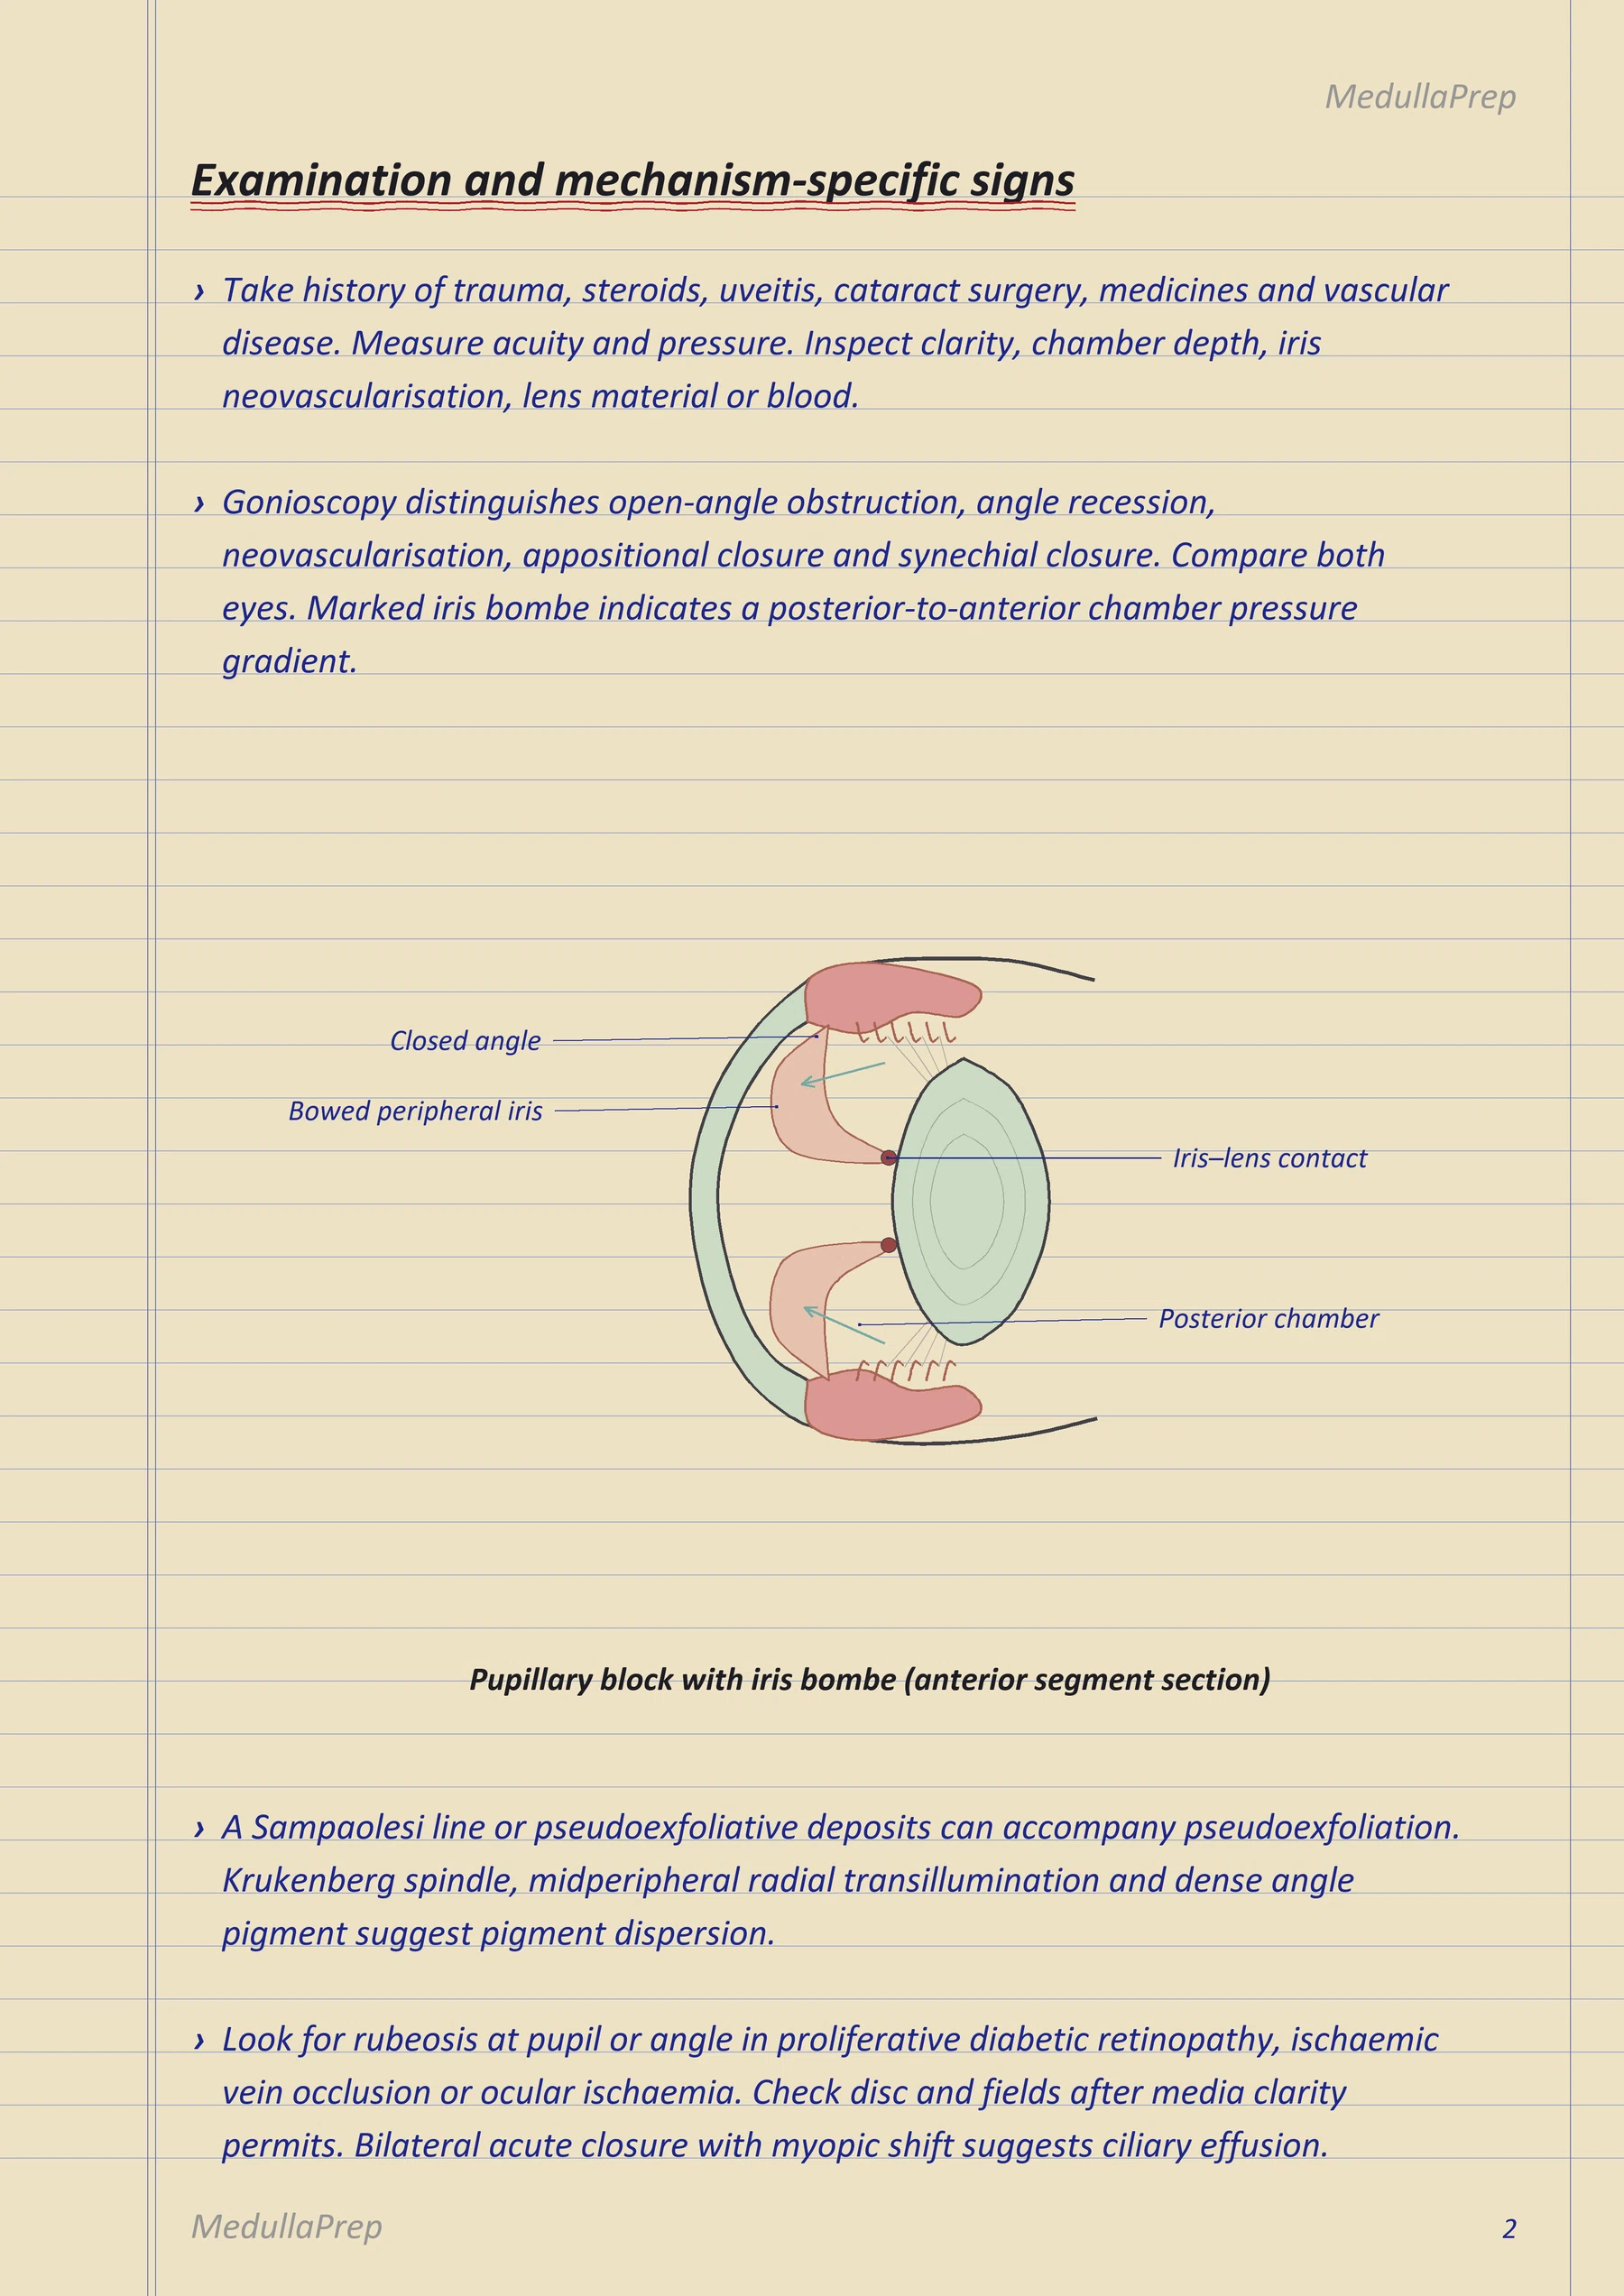 MedullaPrep
Examination and mechanism-specific signs
› Take history of trauma, steroids, uveitis, cataract surgery, medicines and vascular
disease. Measure acuity and pressure. Inspect clarity, chamber depth, iris
neovascularisation, lens material or blood.
› Gonioscopy distinguishes open-angle obstruction, angle recession,
neovascularisation, appositional closure and synechial closure. Compare both
eyes. Marked iris bombe indicates a posterior-to-anterior chamber pressure
gradient.
Closed angle
Bowed peripheral iris
Iris–lens contact
Posterior chamber
Pupillary block with iris bombe (anterior segment section)
› A Sampaolesi line or pseudoexfoliative deposits can accompany pseudoexfoliation.
Krukenberg spindle, midperipheral radial transillumination and dense angle
pigment suggest pigment dispersion.
› Look for rubeosis at pupil or angle in proliferative diabetic retinopathy, ischaemic
vein occlusion or ocular ischaemia. Check disc and fields after media clarity
permits. Bilateral acute closure with myopic shift suggests ciliary effusion.
MedullaPrep
2